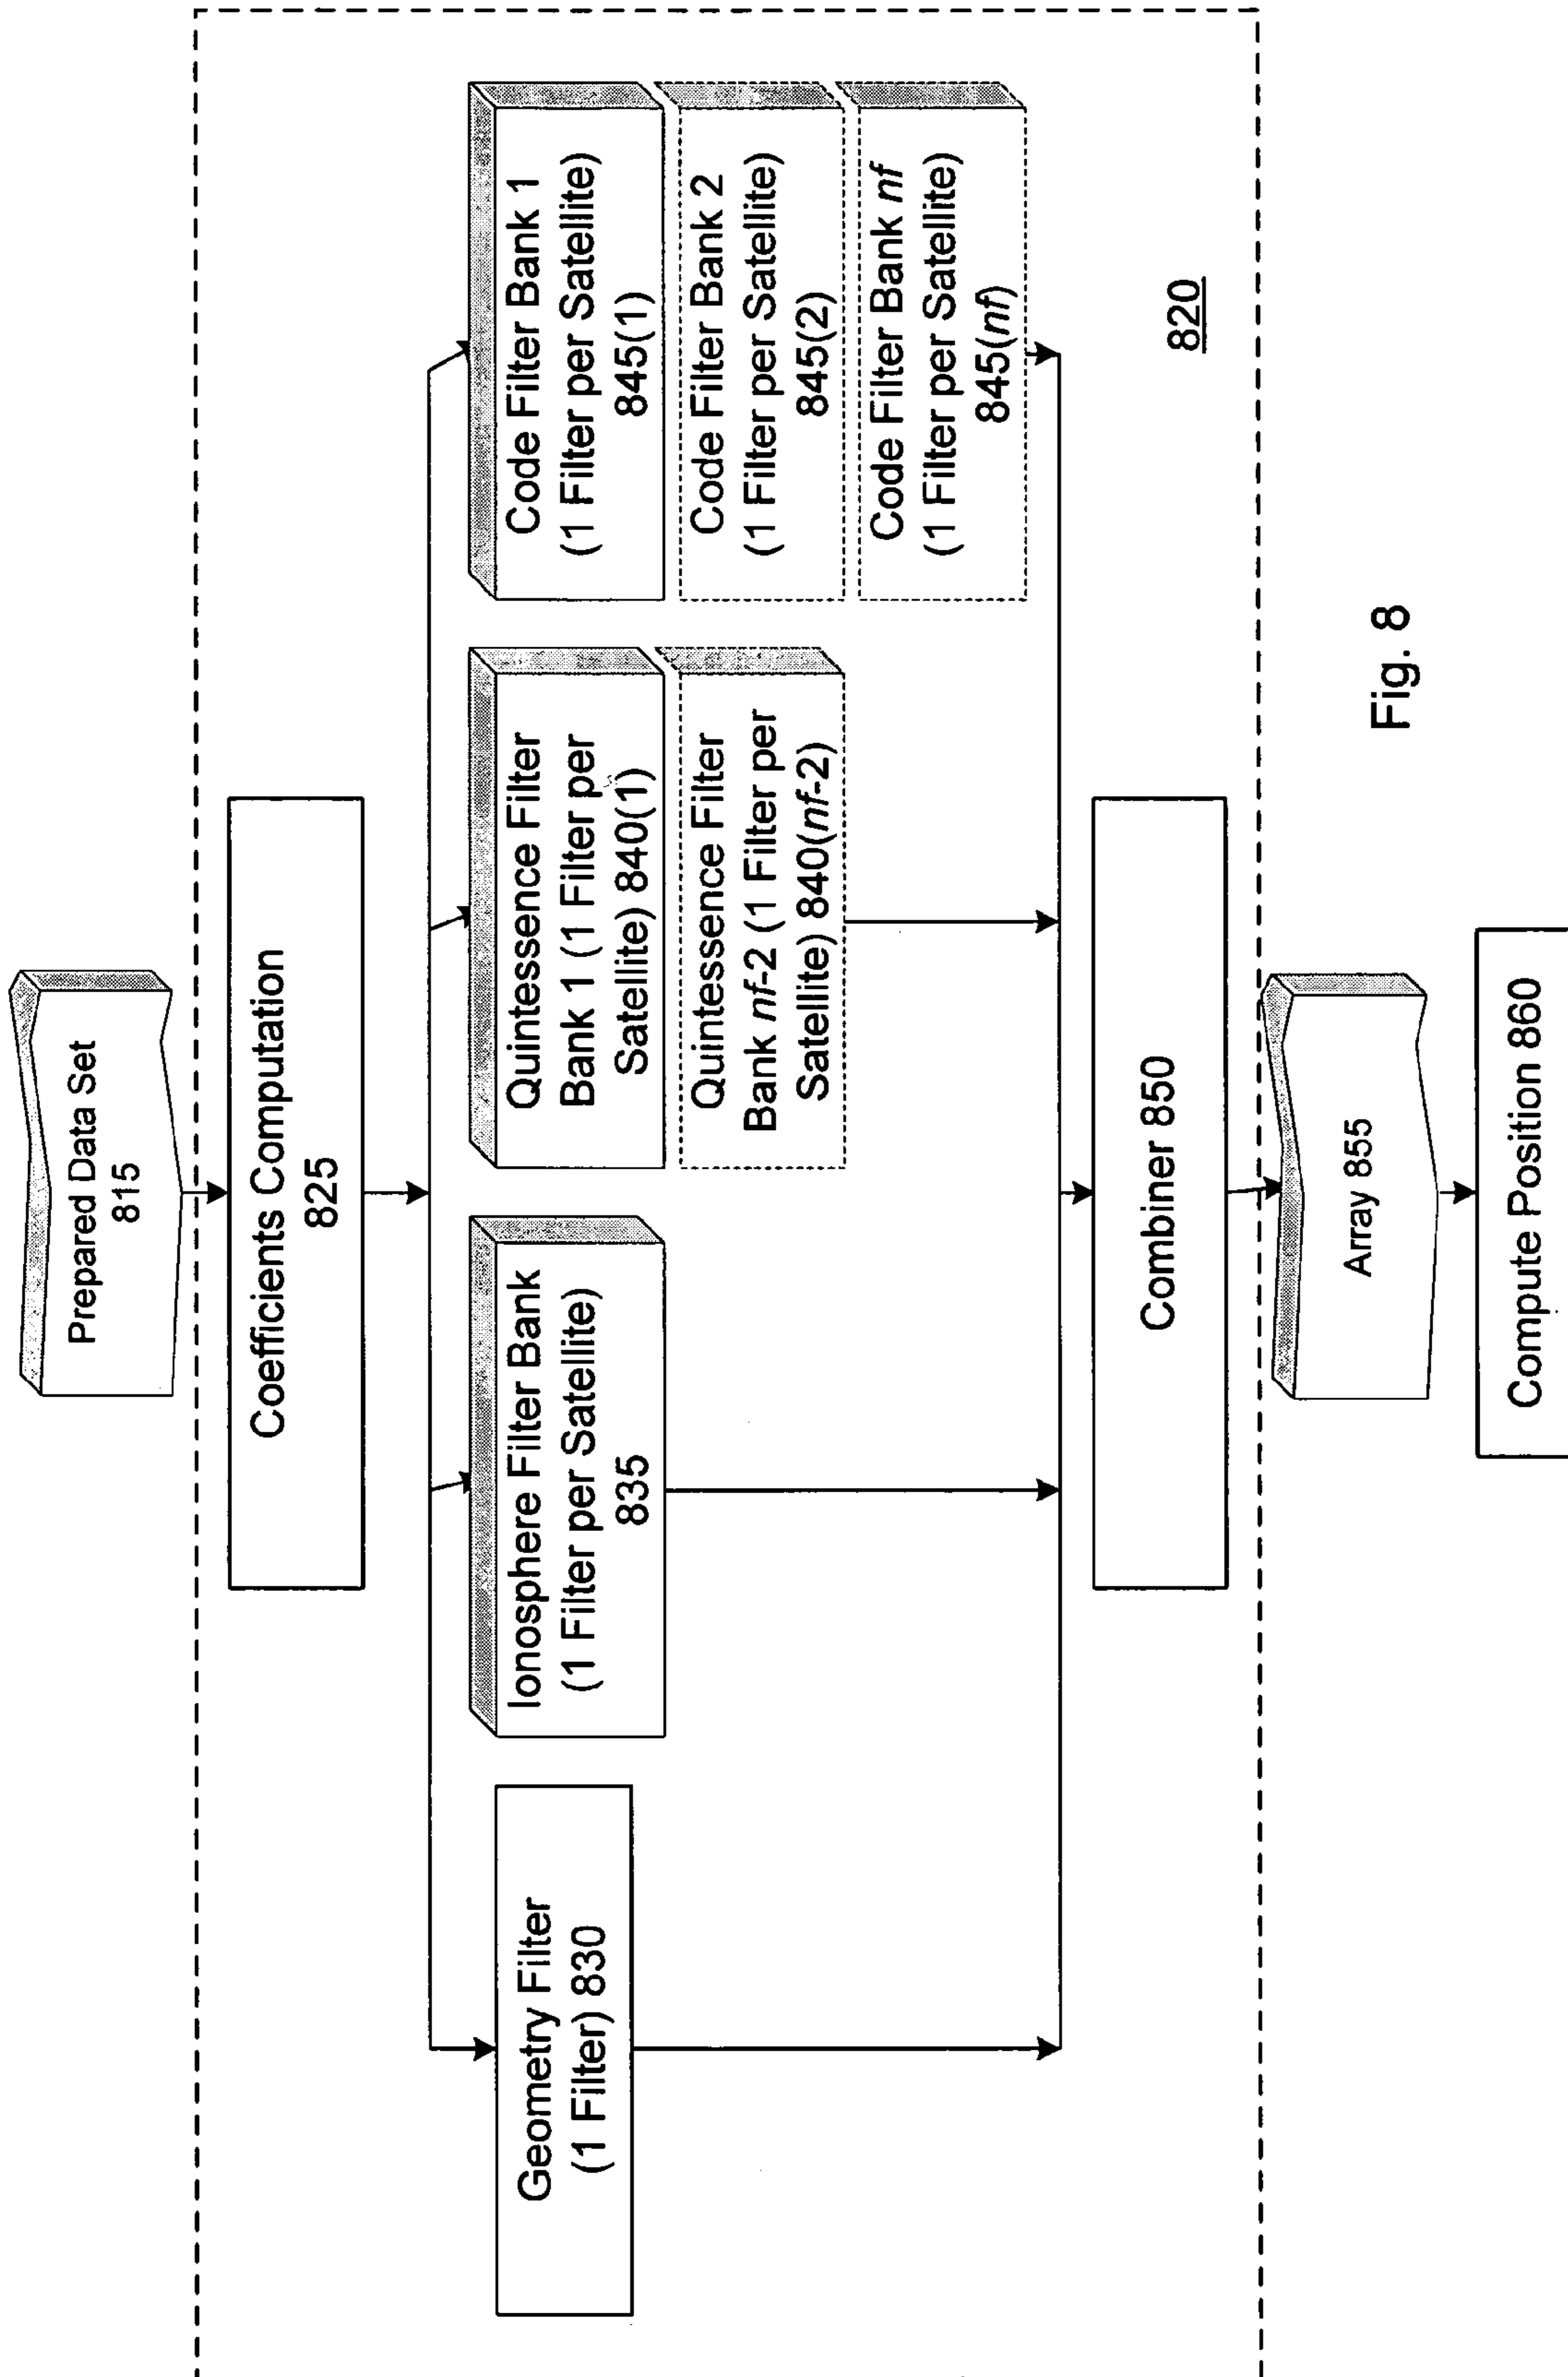 Prepared Data Set
815
Coefficients Computation
825
Geometry Filter
(1 Filter) 830
Ionosphere Filter Bank
(1 Filter per Satellite)
835
Quintessence Filter
Bank 1 (1 Filter per
Satellite) 840(1)
Quintessence Filter
Bank nf-2 (1 Filter per
Satellite) 840(nf-2)
Code Filter Bank 1
(1 Filter per Satellite)
845(1)
Code Filter Bank 2
(1 Filter per Satellite)
845(2)
Code Filter Bank nf
(1 Filter per Satellite)
845(nf)
820
Combiner 850
Array 855
Compute Position 860
Fig. 8